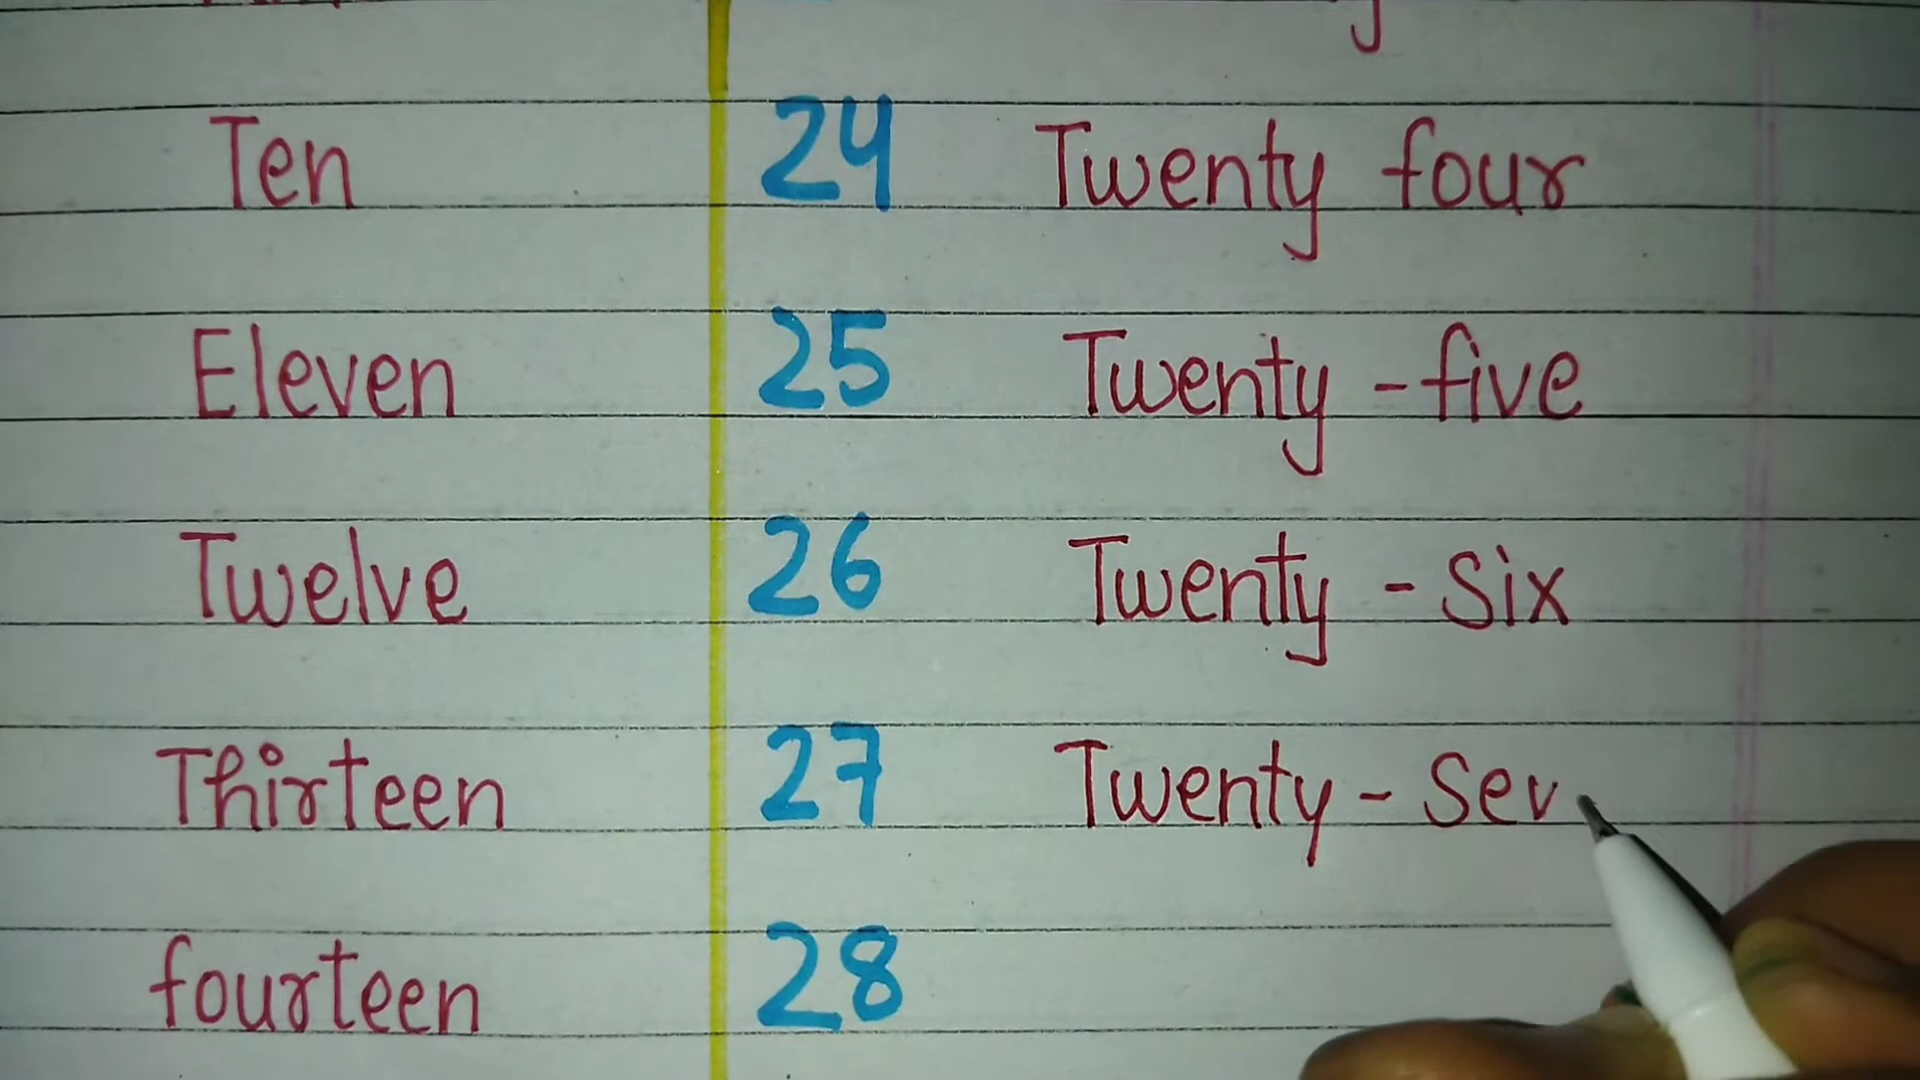 Ten 24 Twenty four
Eleven 25 Twenty - five
Twelve 26 Twenty - Six
Thirteen 27 Twenty - Sev
fourteen 28